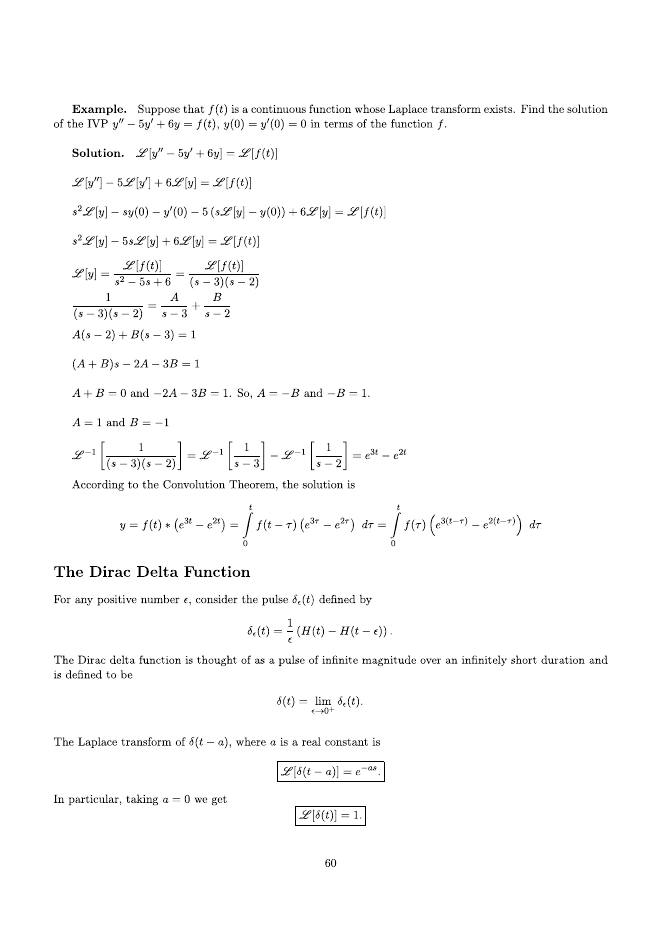 Example. Suppose that f(t) is a continuous function whose Laplace transform exists. Find the solution
of the IVP y″ − 5y′ + 6y = f(t), y(0) = y′(0) = 0 in terms of the function f.
Solution. ℒ[y″ − 5y′ + 6y] = ℒ[f(t)]
ℒ[y″] − 5ℒ[y′] + 6ℒ[y] = ℒ[f(t)]
s²ℒ[y] − sy(0) − y′(0) − 5 (sℒ[y] − y(0)) + 6ℒ[y] = ℒ[f(t)]
s²ℒ[y] − 5sℒ[y] + 6ℒ[y] = ℒ[f(t)]
ℒ[y] = ℒ[f(t)] / (s² − 5s + 6) = ℒ[f(t)] / ((s − 3)(s − 2))
1 / ((s − 3)(s − 2)) = A / (s − 3) + B / (s − 2)
A(s − 2) + B(s − 3) = 1
(A + B)s − 2A − 3B = 1
A + B = 0 and −2A − 3B = 1. So, A = −B and −B = 1.
A = 1 and B = −1
ℒ⁻¹ [1 / ((s − 3)(s − 2))] = ℒ⁻¹ [1 / (s − 3)] − ℒ⁻¹ [1 / (s − 2)] = e^{3t} − e^{2t}
According to the Convolution Theorem, the solution is
y = f(t) ∗ (e^{3t} − e^{2t}) = ∫₀ᵗ f(t − τ) (e^{3τ} − e^{2τ}) dτ = ∫₀ᵗ f(τ) (e^{3(t−τ)} − e^{2(t−τ)}) dτ
The Dirac Delta Function
For any positive number ϵ, consider the pulse δ_ϵ(t) defined by
δ_ϵ(t) = 1/ϵ (H(t) − H(t − ϵ)).
The Dirac delta function is thought of as a pulse of infinite magnitude over an infinitely short duration and
is defined to be
δ(t) = lim_{ϵ→0⁺} δ_ϵ(t).
The Laplace transform of δ(t − a), where a is a real constant is
ℒ[δ(t − a)] = e^{−as}.
In particular, taking a = 0 we get
ℒ[δ(t)] = 1.
60